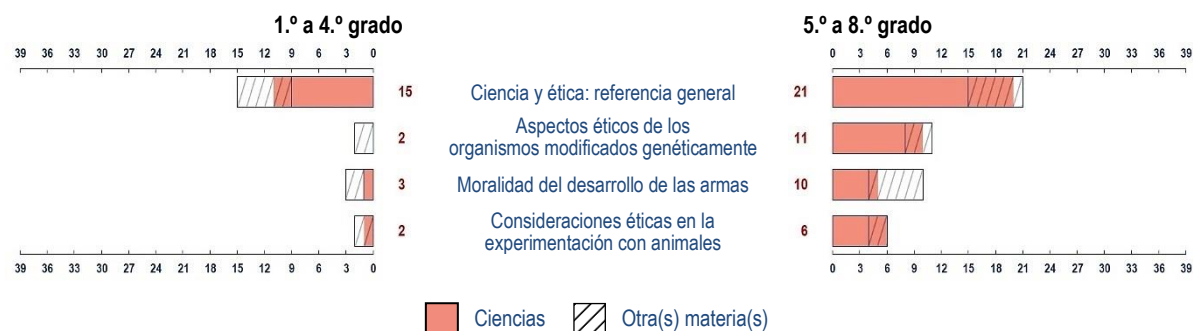 1.º a 4.º grado
5.º a 8.º grado
39 36 33 30 27 24 21 18 15 12 9 6 3 0
0 3 6 9 12 15 18 21 24 27 30 33 36 39
15
Ciencia y ética: referencia general
21
2
Aspectos éticos de los
organismos modificados genéticamente
11
3
Moralidad del desarrollo de las armas
10
2
Consideraciones éticas en la
experimentación con animales
6
39 36 33 30 27 24 21 18 15 12 9 6 3 0
0 3 6 9 12 15 18 21 24 27 30 33 36 39
Ciencias
Otra(s) materia(s)